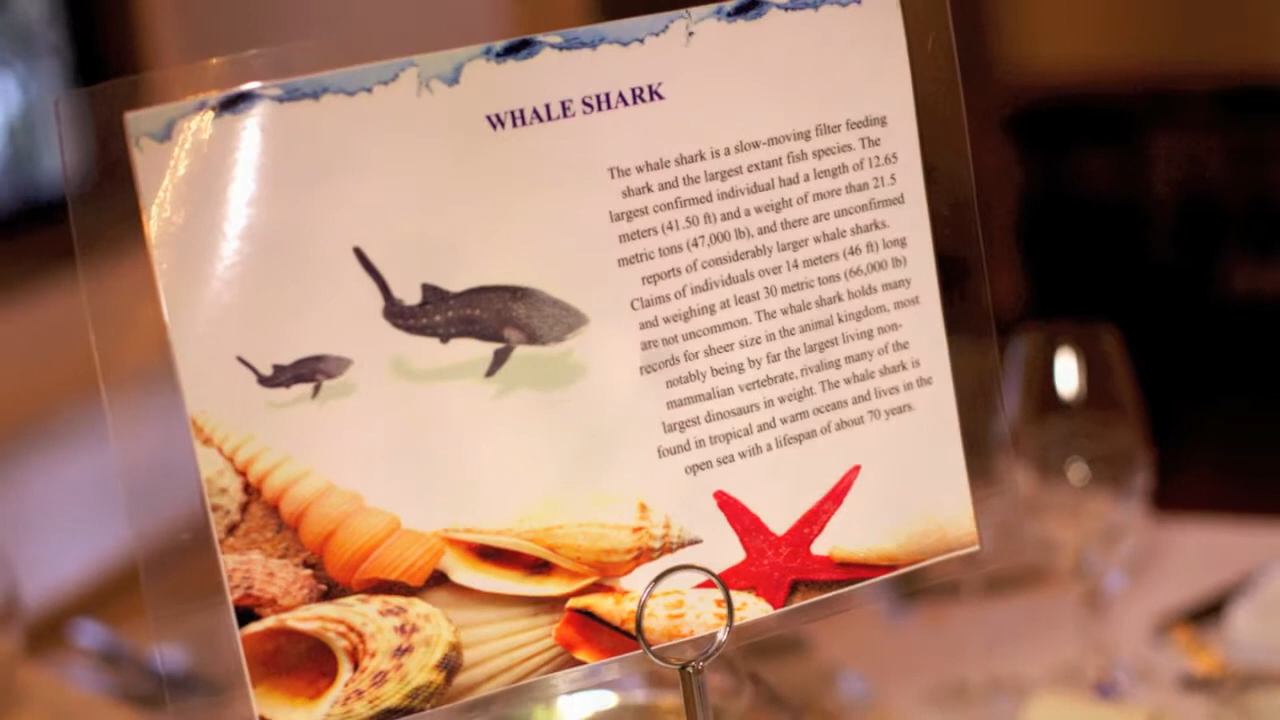 WHALE SHARK
The whale shark is a slow-moving filter feeding
shark and the largest extant fish species. The
largest confirmed individual had a length of 12.65
meters (41.50 ft) and a weight of more than 21.5
metric tons (47,000 lb), and there are unconfirmed
reports of considerably larger whale sharks.
Claims of individuals over 14 meters (46 ft) long
and weighing at least 30 metric tons (66,000 lb)
are not uncommon. The whale shark holds many
records for sheer size in the animal kingdom, most
notably being by far the largest living non-
mammalian vertebrate, rivaling many of the
largest dinosaurs in weight. The whale shark is
found in tropical and warm oceans and lives in the
open sea with a lifespan of about 70 years.